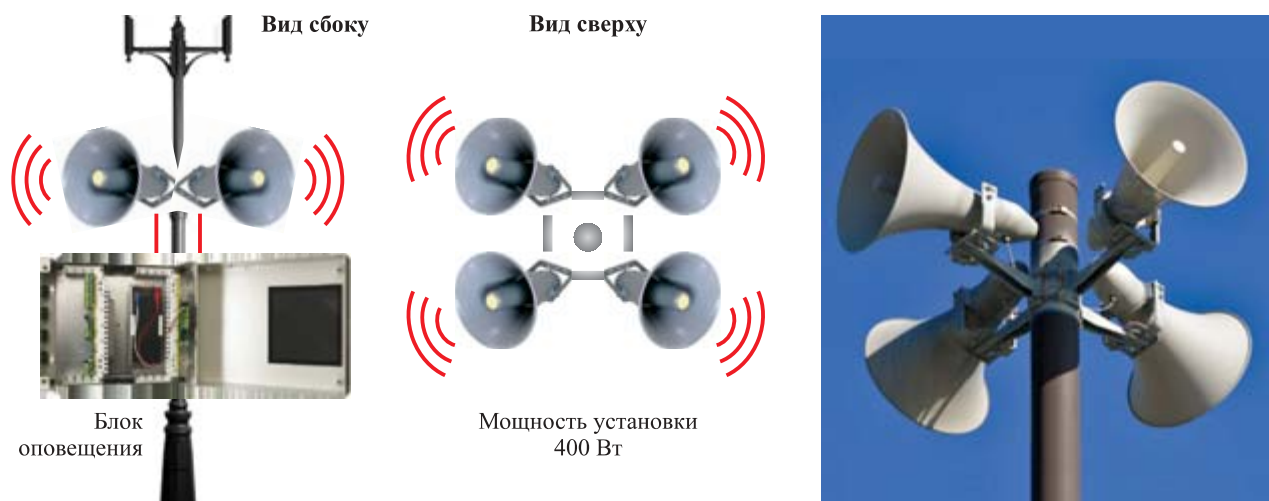 Вид сбоку
Вид сверху
Блок
оповещения
Мощность установки
400 Вт